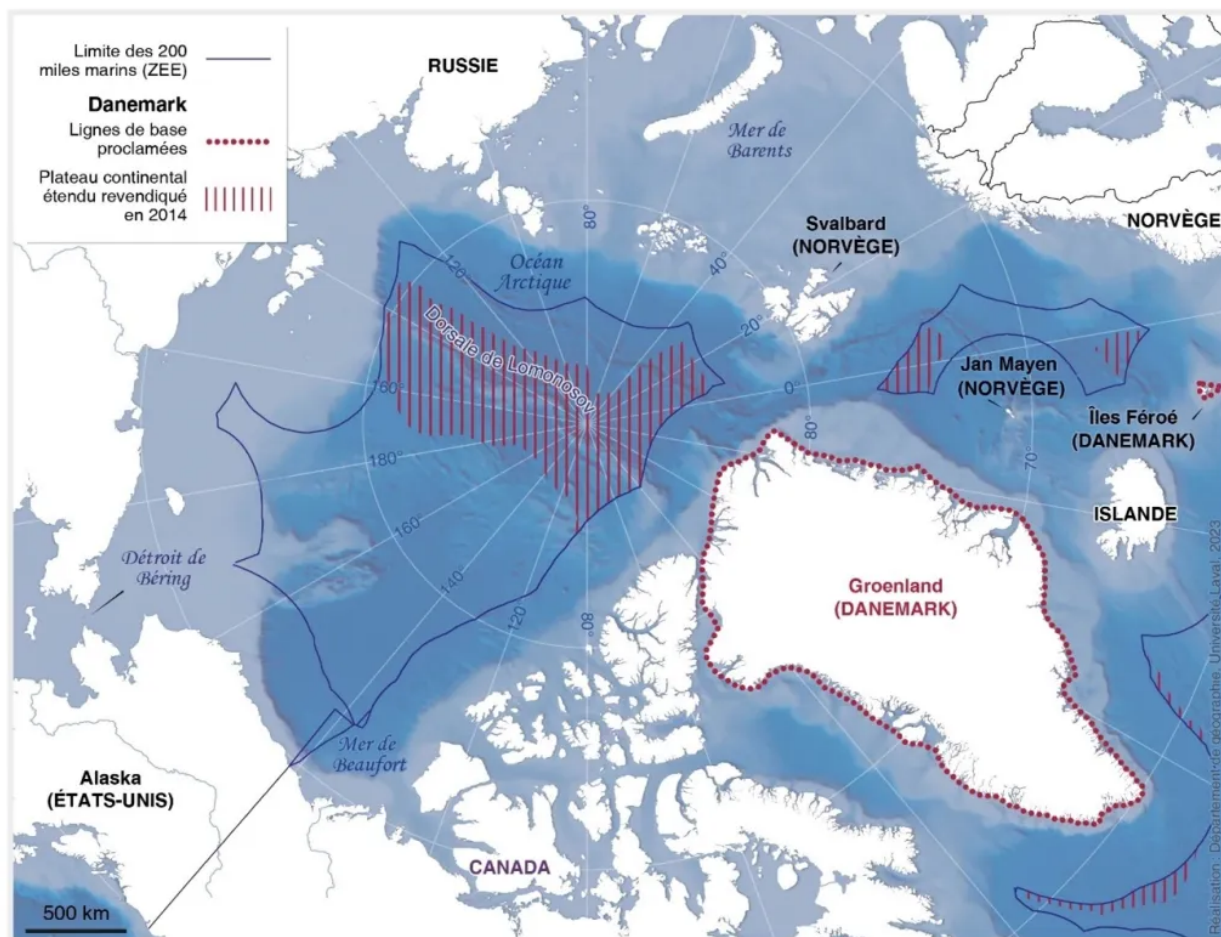 Limite des 200
miles marins (ZEE)
Danemark
Lignes de base
proclamées
Plateau continental
étendu revendiqué
en 2014
RUSSIE
Mer de
Barents
Svalbard
(NORVÈGE)
NORVÈGE
Océan
Arctique
80°
120°
40°
20°
0°
Dorsale de Lomonosov
160°
180°
160°
140°
120
80°
80°
70°
Jan Mayen
(NORVÈGE)
Îles Féroé
(DANEMARK)
ISLANDE
Détroit de
Béring
Groenland
(DANEMARK)
Mer de
Beaufort
Alaska
(ÉTATS-UNIS)
CANADA
500 km
Réalisation: Département de géographie, Université Laval, 2023